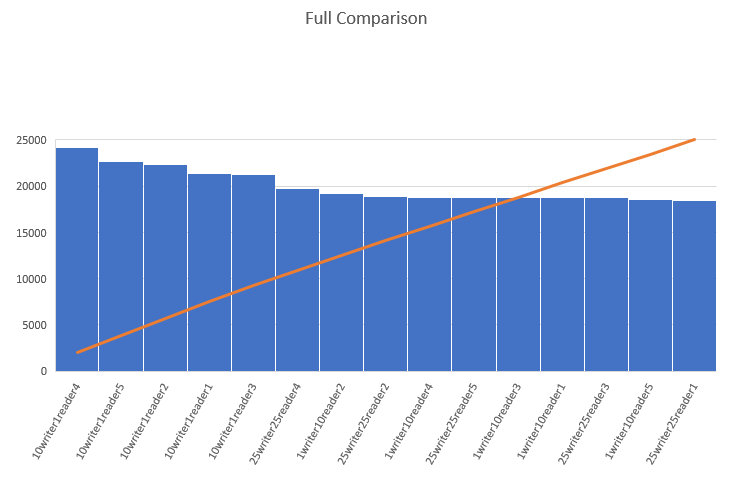 Full Comparison
25000
20000
15000
10000
5000
0
10writer1reader4
10writer1reader5
10writer1reader2
10writer1reader1
10writer1reader3
25writer25reader4
1writer10reader2
25writer25reader2
1writer10reader4
25writer25reader5
1writer10reader3
1writer10reader1
25writer25reader3
1writer10reader5
25writer25reader1